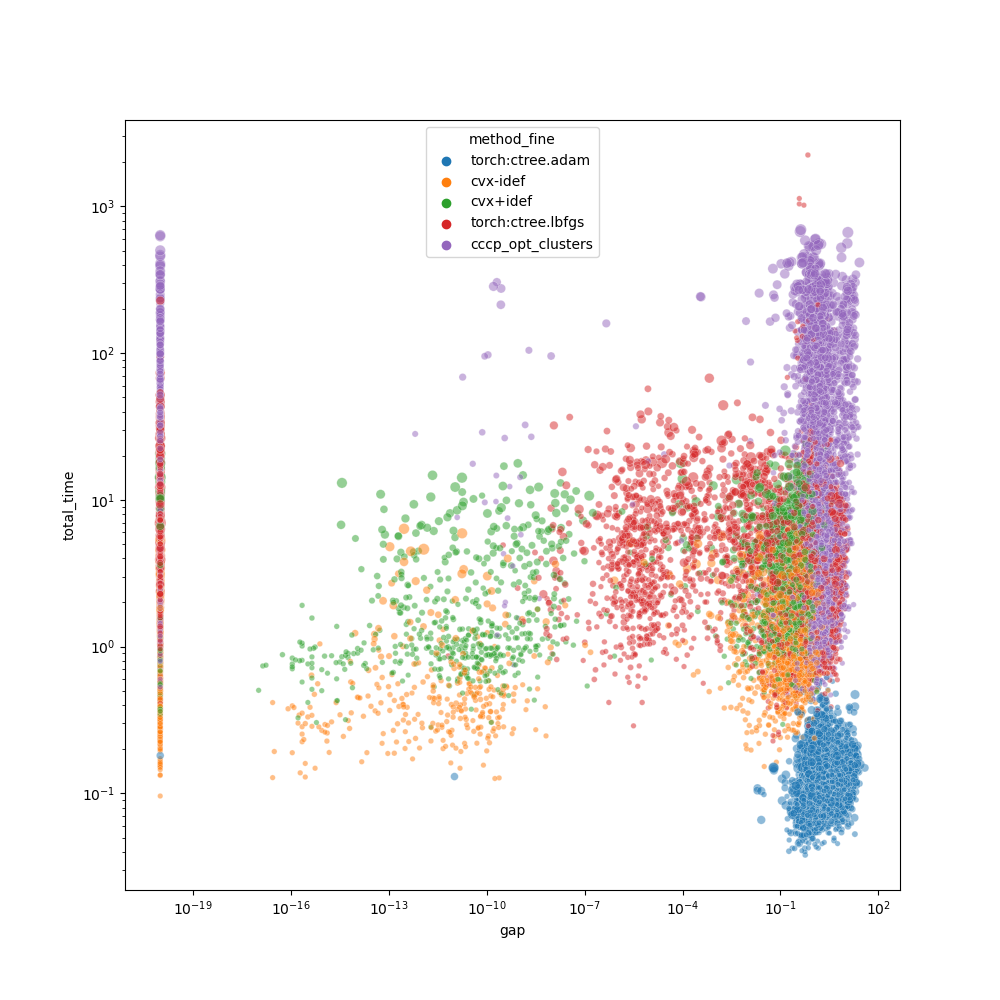 method_fine
torch:ctree.adam
cvx-idef
cvx+idef
torch:ctree.lbfgs
cccp_opt_clusters
total_time
10³
10²
10¹
10⁰
10⁻¹
10⁻¹⁹ 10⁻¹⁶ 10⁻¹³ 10⁻¹⁰ 10⁻⁷ 10⁻⁴ 10⁻¹ 10²
gap